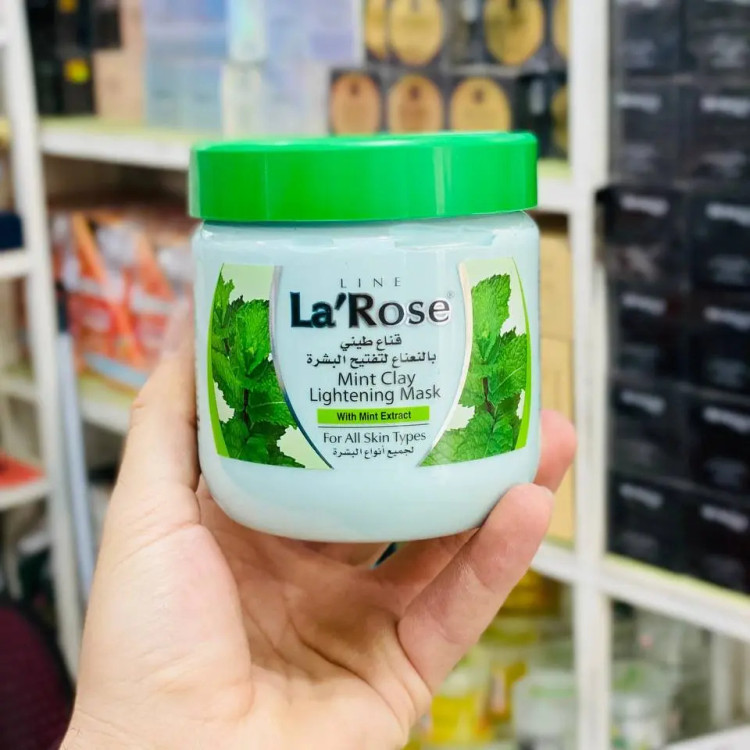 LINE
La'Rose®
قناع طيني
بالنعناع لتفتيح البشرة
Mint Clay
Lightening Mask
With Mint Extract
For All Skin Types
لجميع أنواع البشرة